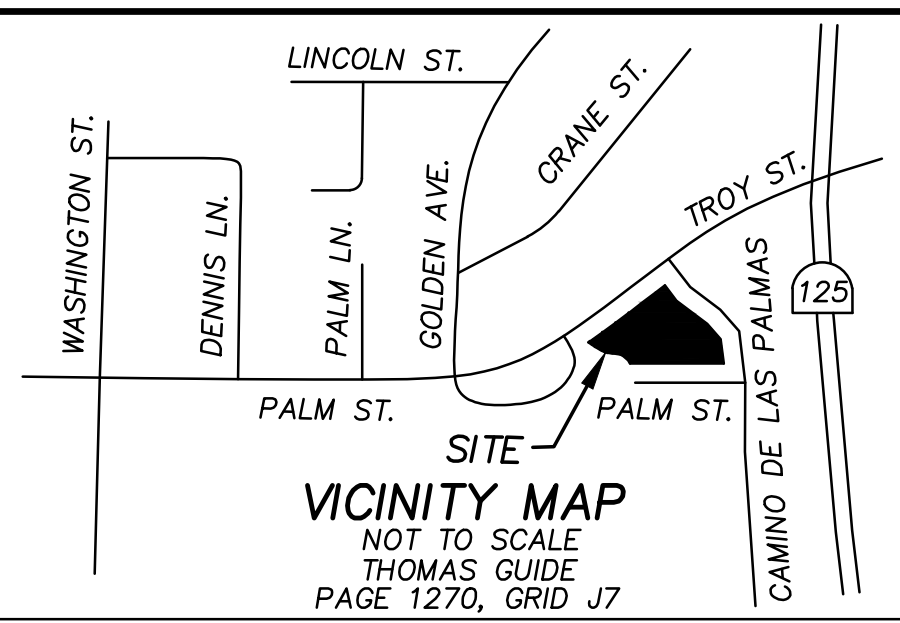 LINCOLN ST.
CRANE ST.
WASHINGTON ST.
DENNIS LN.
PALM LN.
GOLDEN AVE.
TROY ST.
125
CAMINO DE LAS PALMAS
PALM ST.
PALM ST.
SITE
VICINITY MAP
NOT TO SCALE
THOMAS GUIDE
PAGE 1270, GRID J7